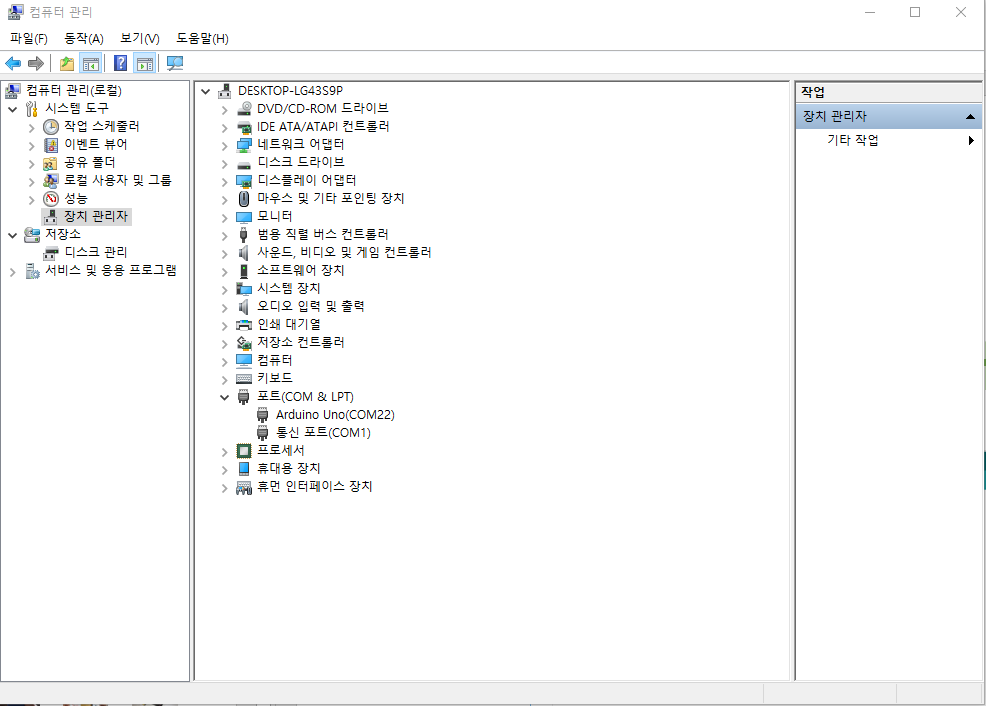 컴퓨터 관리
파일(F) 동작(A) 보기(V) 도움말(H)
컴퓨터 관리(로컬)
시스템 도구
작업 스케줄러
이벤트 뷰어
공유 폴더
로컬 사용자 및 그룹
성능
장치 관리자
저장소
디스크 관리
서비스 및 응용 프로그램
DESKTOP-LG43S9P
DVD/CD-ROM 드라이브
IDE ATA/ATAPI 컨트롤러
네트워크 어댑터
디스크 드라이브
디스플레이 어댑터
마우스 및 기타 포인팅 장치
모니터
범용 직렬 버스 컨트롤러
사운드, 비디오 및 게임 컨트롤러
소프트웨어 장치
시스템 장치
오디오 입력 및 출력
인쇄 대기열
저장소 컨트롤러
컴퓨터
키보드
포트(COM & LPT)
Arduino Uno(COM22)
통신 포트(COM1)
프로세서
휴대용 장치
휴먼 인터페이스 장치
작업
장치 관리자
기타 작업